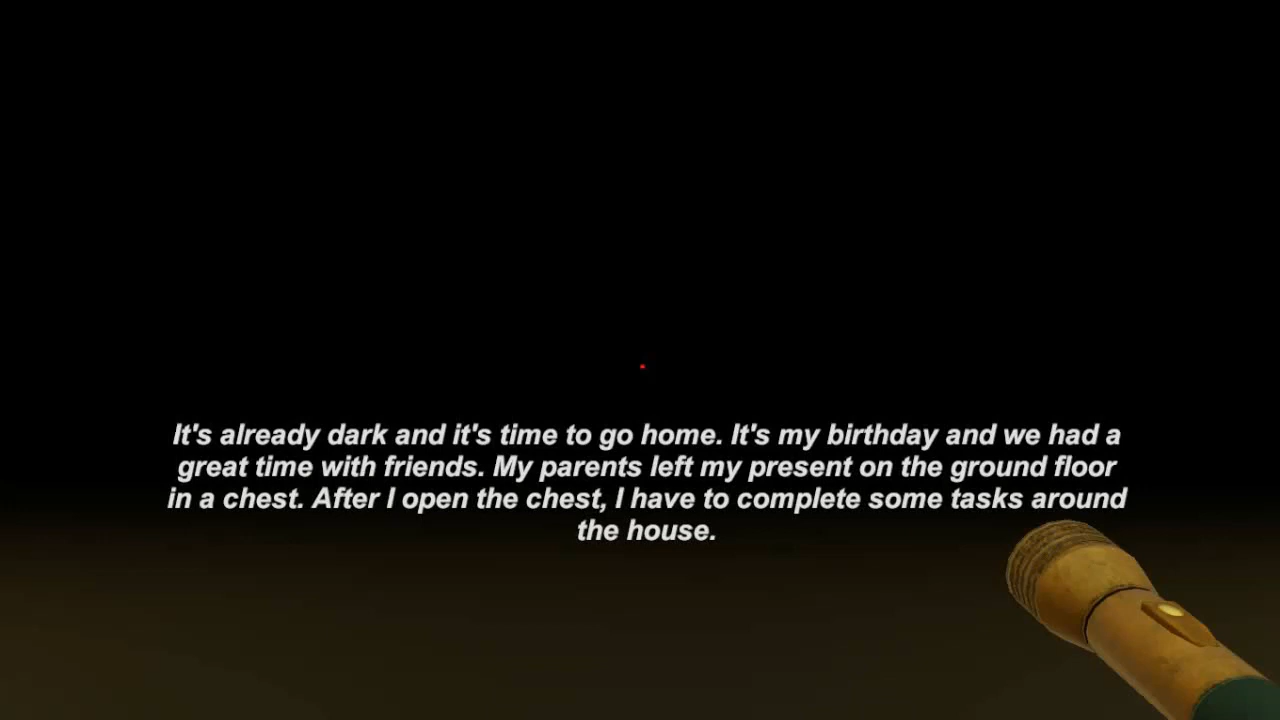 It's already dark and it's time to go home. It's my birthday and we had a
great time with friends. My parents left my present on the ground floor
in a chest. After I open the chest, I have to complete some tasks around
the house.